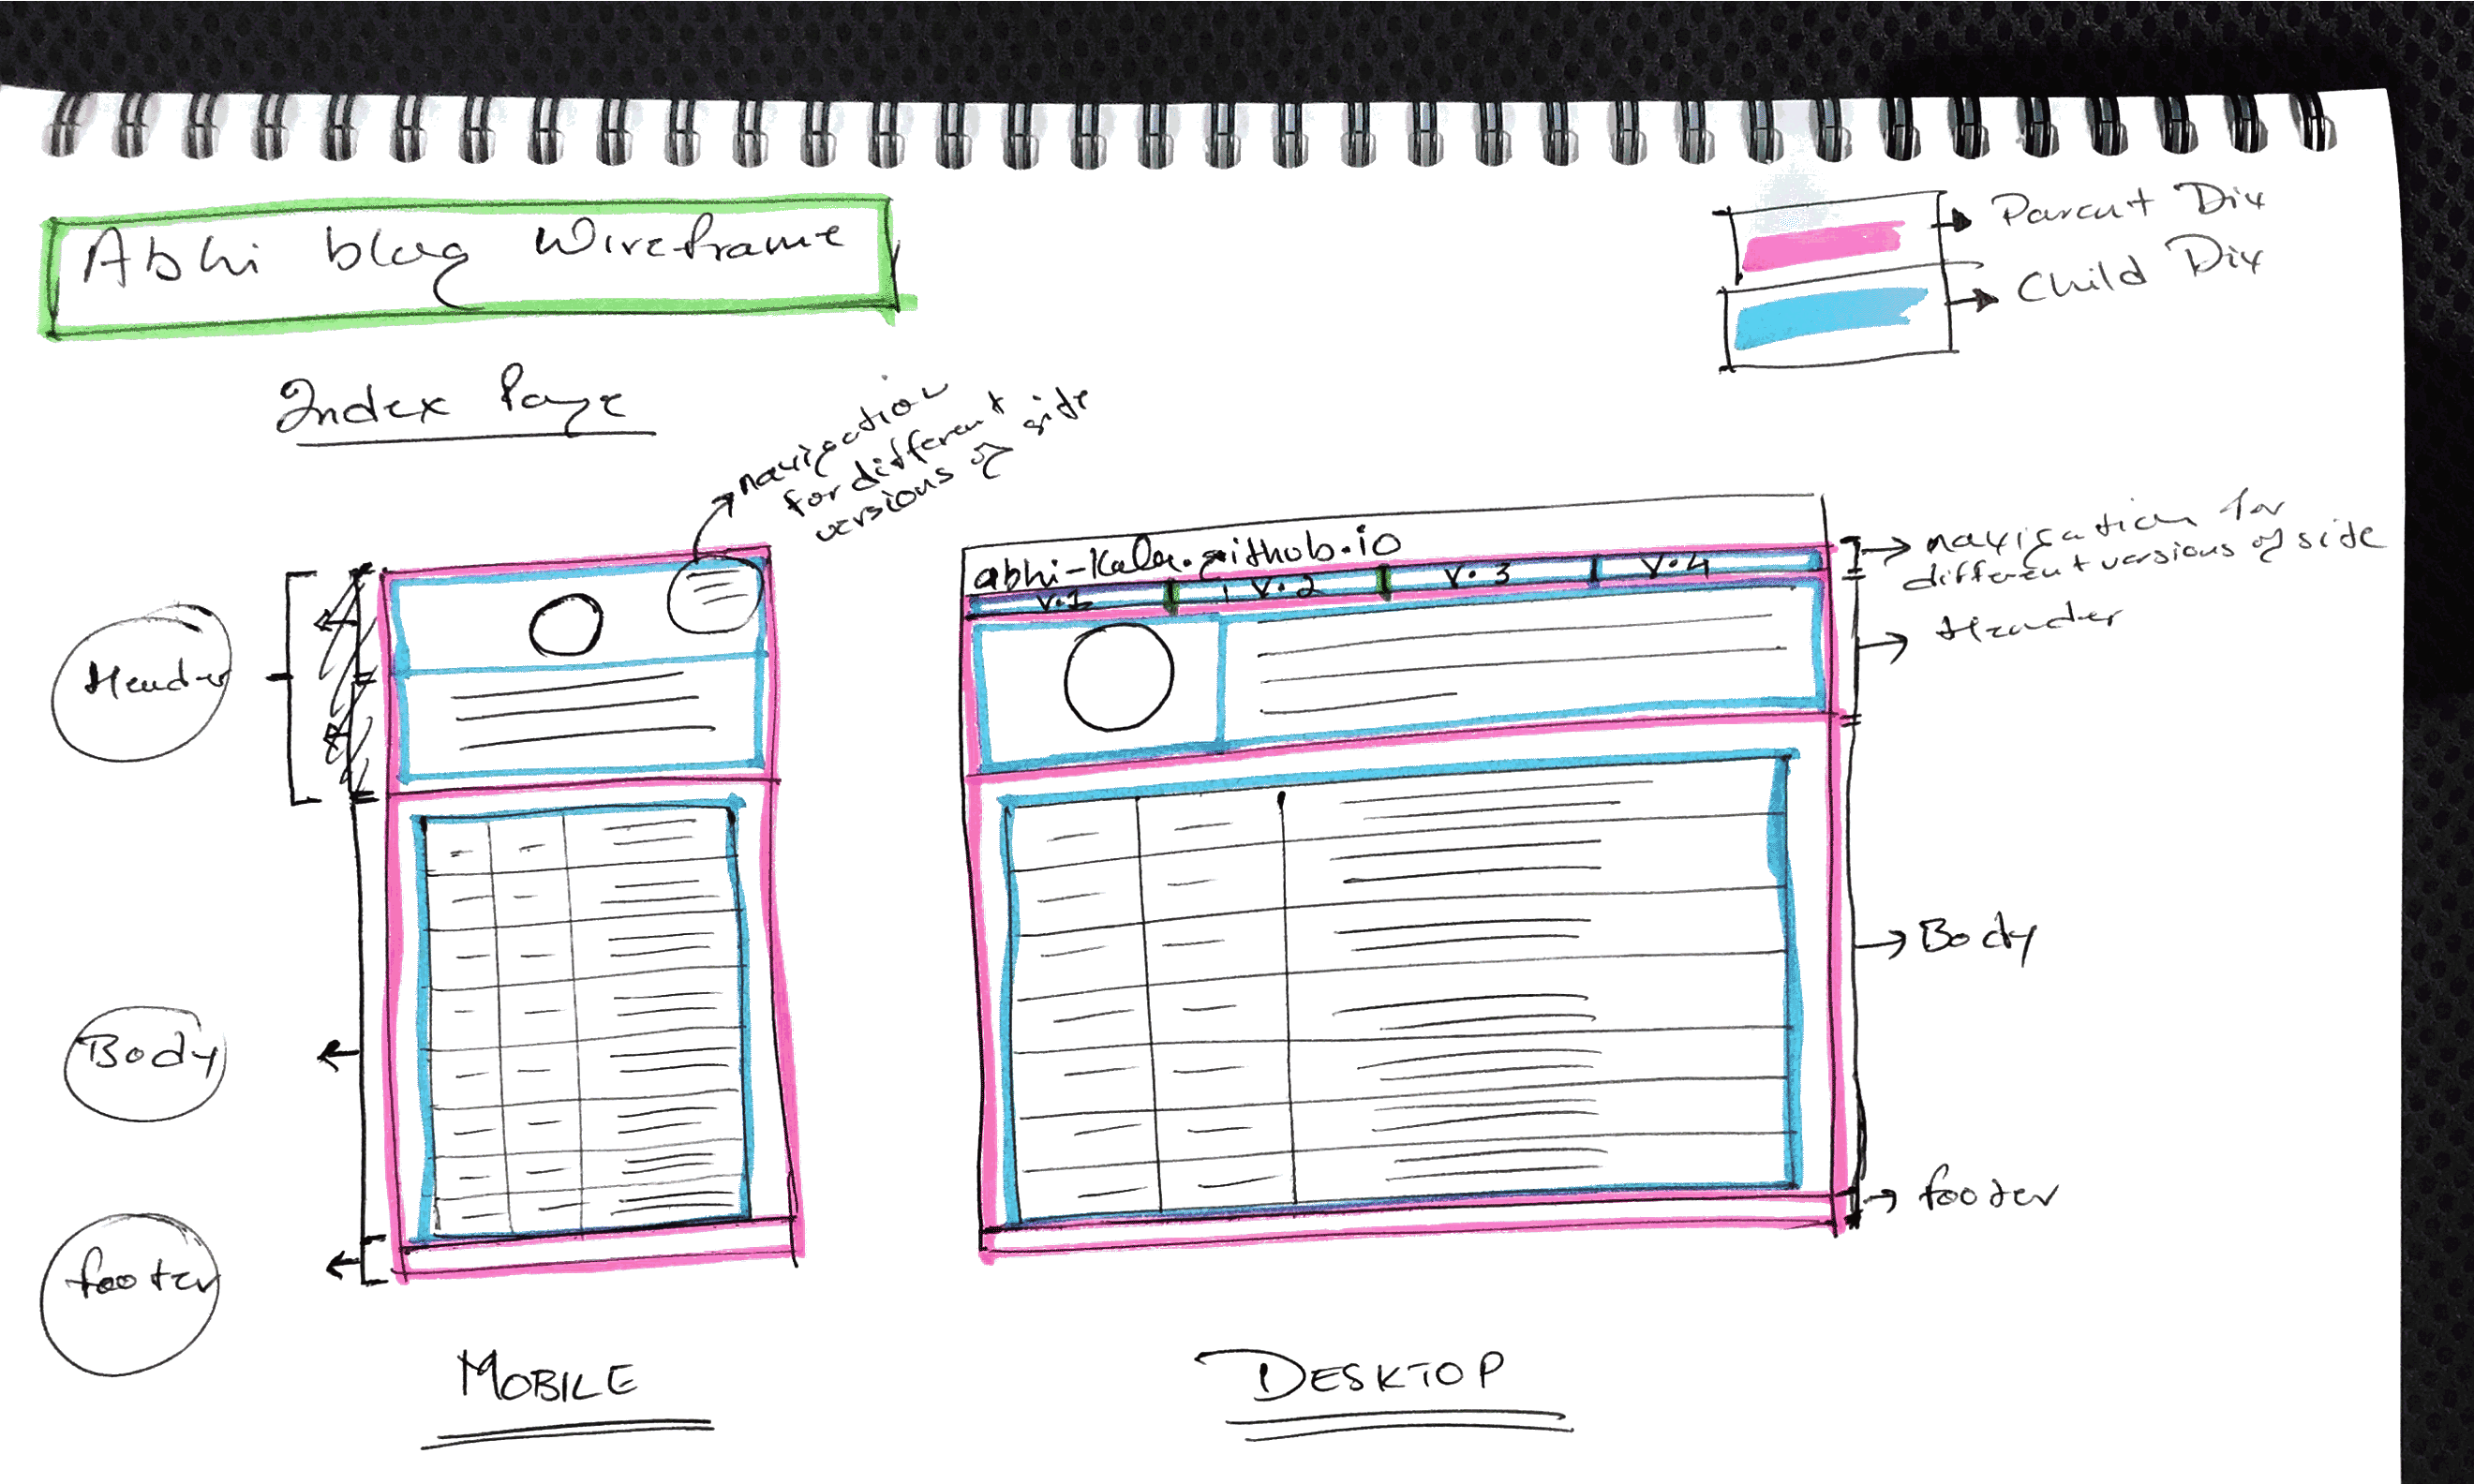 Abhi blog Wireframe
Parent Div
Child Div
Index Page
navigation
for different
versions of side
abhi-kala.github.io
v.1 v.2 v.3 v.4
navigation for
different versions of side
Header
Header
Body
Body
footer
footer
MOBILE
DESKTOP